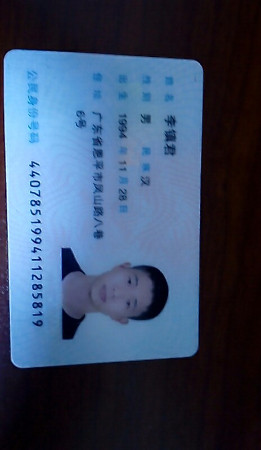 姓名 李镇君
性别 男 民族 汉
出生 1994 年 11 月 28 日
住址 广东省恩平市凤山路八巷
6号
公民身份号码 440785199411285819